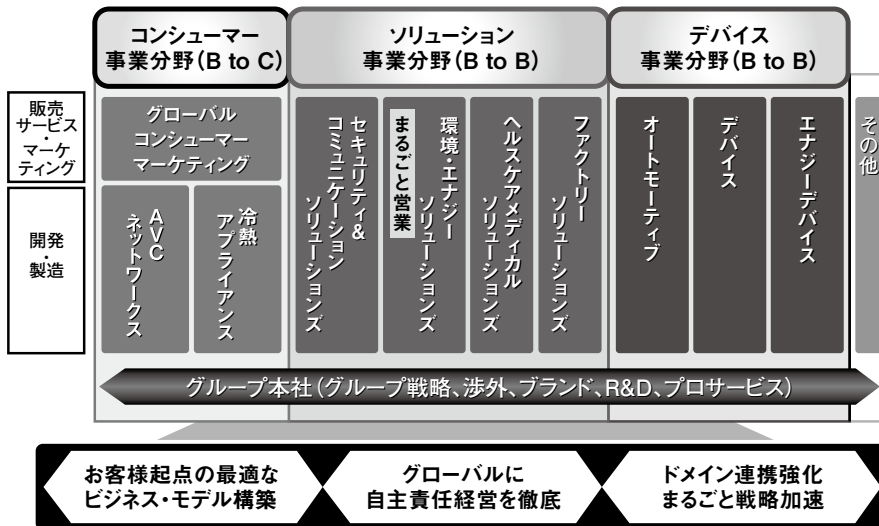 コンシューマー
事業分野(B to C)
ソリューション
事業分野(B to B)
デバイス
事業分野(B to B)
販売
サービス・
マーケ
ティング
開発
・
製造
グローバル
コンシューマー
マーケティング
AVC
ネットワークス
冷熱
アプライアンス
セキュリティ&
コミュニケーション
ソリューションズ
まるごと営業
環境・エナジー
ソリューションズ
ヘルスケアメディカル
ソリューションズ
ファクトリー
ソリューションズ
オートモーティブ
デバイス
エナジーデバイス
その他
グループ本社(グループ戦略、渉外、ブランド、R&D、プロサービス)
お客様起点の最適な
ビジネス・モデル構築
グローバルに
自主責任経営を徹底
ドメイン連携強化
まるごと戦略加速